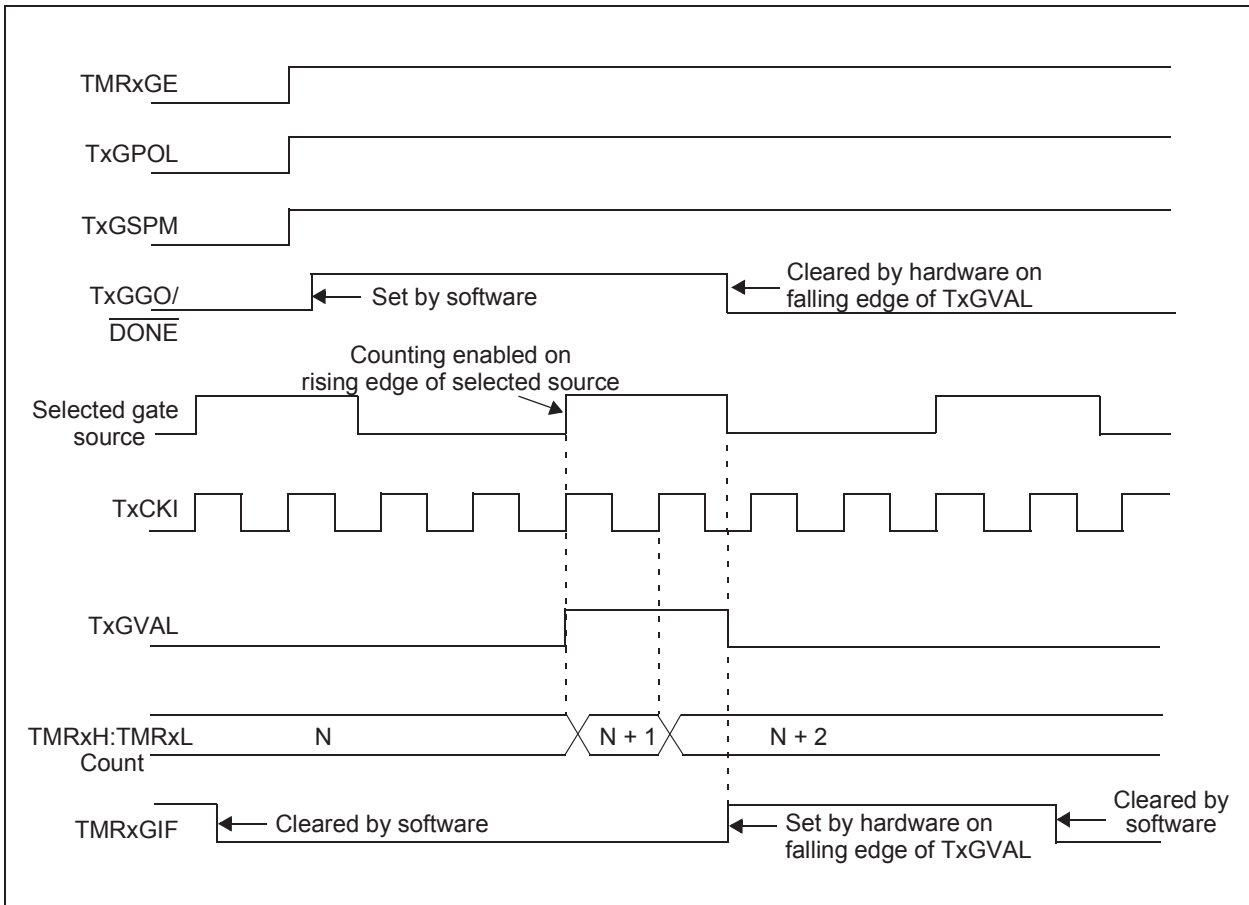 TMRxGE
TxGPOL
TxGSPM
TxGGO/
DONE
Set by software
Cleared by hardware on
falling edge of TxGVAL
Counting enabled on
rising edge of selected source
Selected gate
source
TxCKI
TxGVAL
TMRxH:TMRxL
Count
N
N + 1
N + 2
TMRxGIF
Cleared by software
Set by hardware on
falling edge of TxGVAL
Cleared by
software